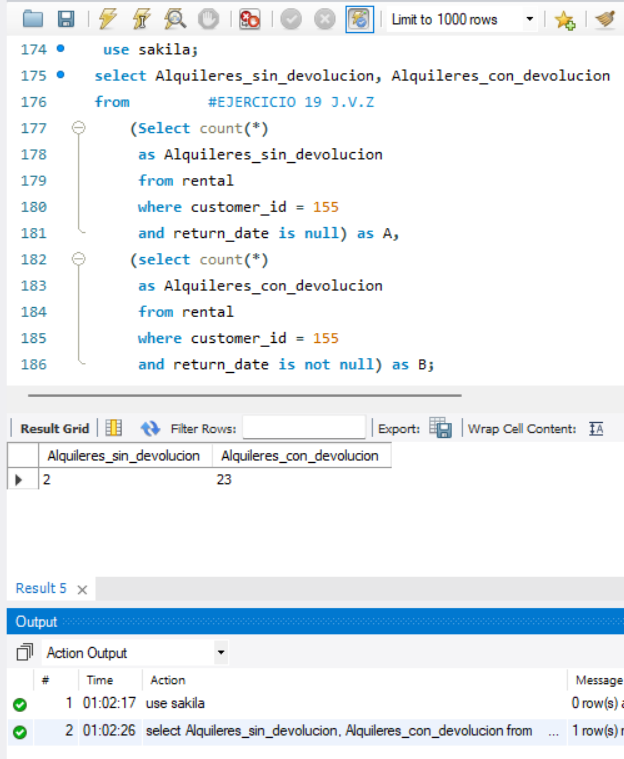 Limit to 1000 rows
174 use sakila;
175 select Alquileres_sin_devolucion, Alquileres_con_devolucion
176 from #EJERCICIO 19 J.V.Z
177 (Select count(*)
178 as Alquileres_sin_devolucion
179 from rental
180 where customer_id = 155
181 and return_date is null) as A,
182 (select count(*)
183 as Alquileres_con_devolucion
184 from rental
185 where customer_id = 155
186 and return_date is not null) as B;
Result Grid Filter Rows: Export: Wrap Cell Content:
Alquileres_sin_devolucion Alquileres_con_devolucion
2 23
Result 5
Output
Action Output
# Time Action Message
1 01:02:17 use sakila 0 row(s) a
2 01:02:26 select Alquileres_sin_devolucion, Alquileres_con_devolucion from ... 1 row(s) r